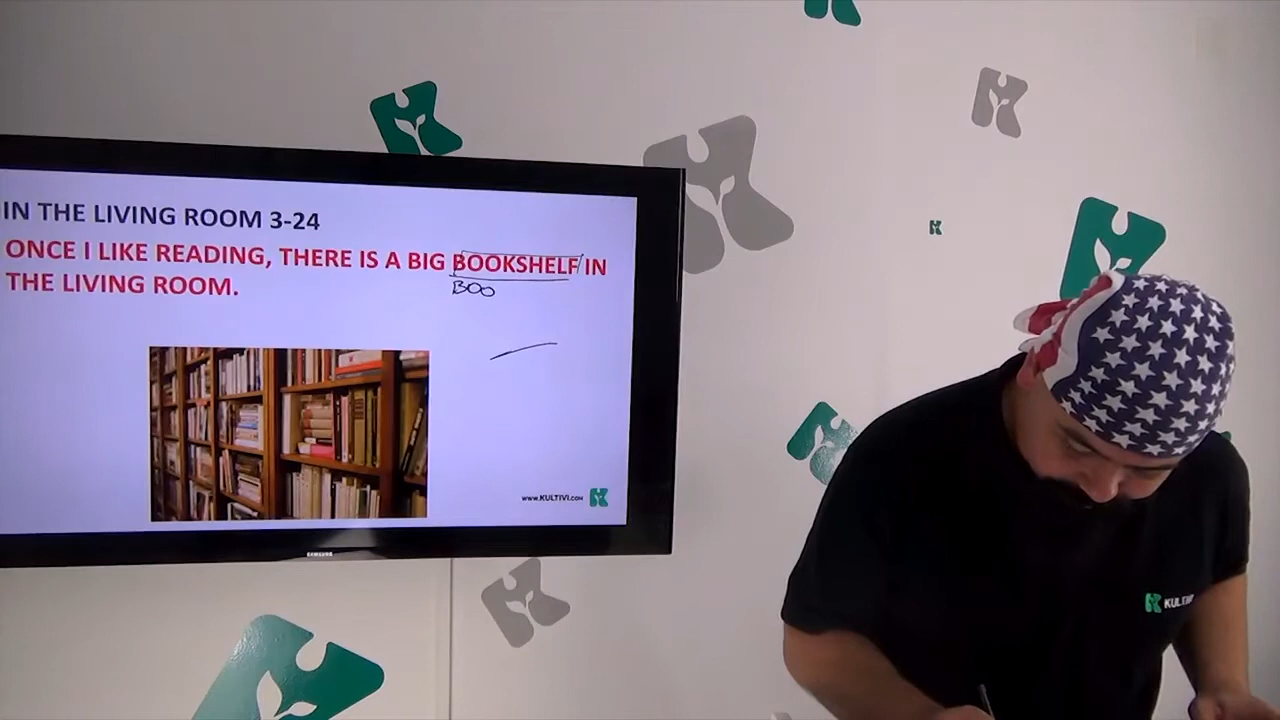 IN THE LIVING ROOM 3-24
ONCE I LIKE READING, THERE IS A BIG BOOKSHELF IN
THE LIVING ROOM.
BOO
WWW.KULTIVI.COM
SAMSUNG
KULTIVI